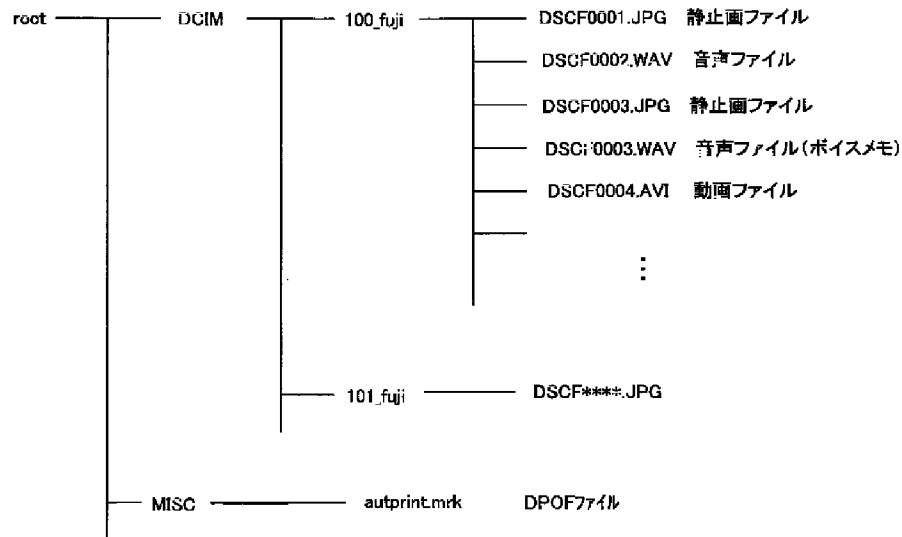 root DCIM 100_fuji DSCF0001.JPG 静止画ファイル
DSCF0002.WAV 音声ファイル
DSCF0003.JPG 静止画ファイル
DSCF0003.WAV 音声ファイル(ボイスメモ)
DSCF0004.AVI 動画ファイル
⋮
101_fuji DSCF****.JPG
MISC autprint.mrk DPOFファイル